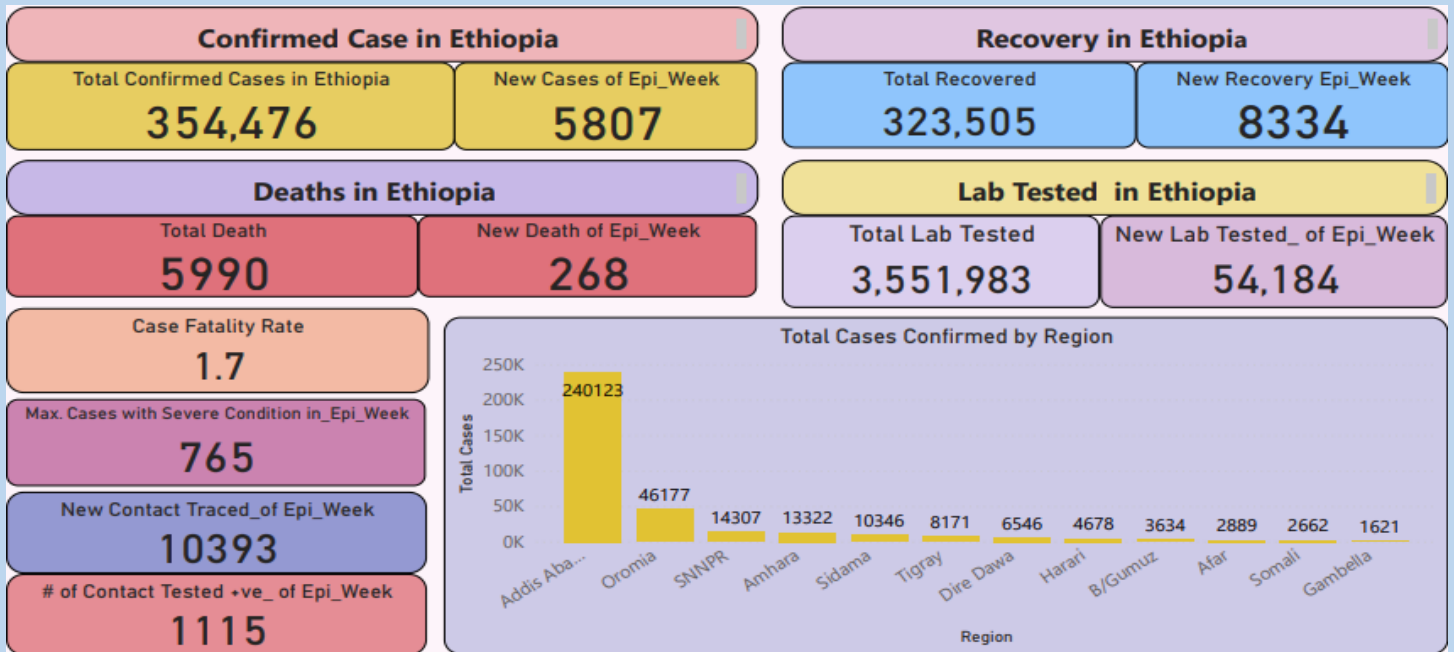 Confirmed Case in Ethiopia
Total Confirmed Cases in Ethiopia
354,476
New Cases of Epi_Week
5807
Recovery in Ethiopia
Total Recovered
323,505
New Recovery Epi_Week
8334
Deaths in Ethiopia
Total Death
5990
New Death of Epi_Week
268
Lab Tested in Ethiopia
Total Lab Tested
3,551,983
New Lab Tested_ of Epi_Week
54,184
Case Fatality Rate
1.7
Max. Cases with Severe Condition in_Epi_Week
765
New Contact Traced_of Epi_Week
10393
# of Contact Tested +ve_ of Epi_Week
1115
Total Cases Confirmed by Region
Total Cases
250K
200K
150K
100K
50K
0K
240123
46177
14307
13322
10346
8171
6546
4678
3634
2889
2662
1621
Addis Aba...
Oromia
SNNPR
Amhara
Sidama
Tigray
Dire Dawa
Harari
B/Gumuz
Afar
Somali
Gambella
Region